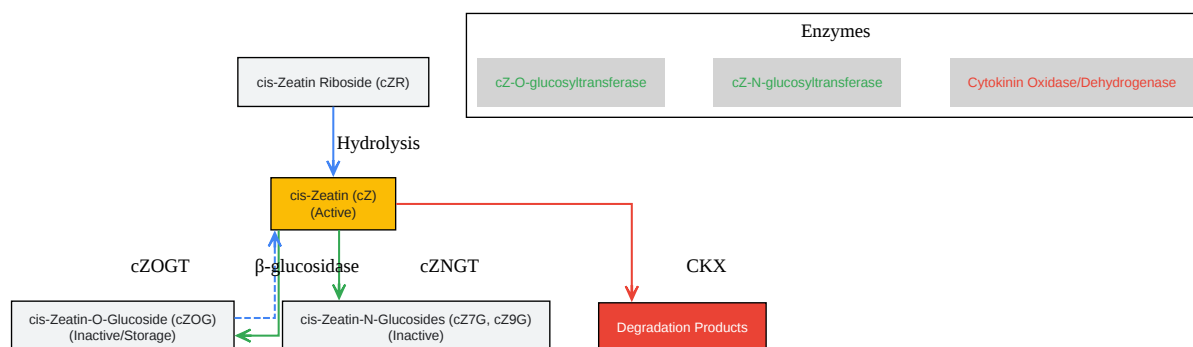 Enzymes
cZ-O-glucosyltransferase
cZ-N-glucosyltransferase
Cytokinin Oxidase/Dehydrogenase
cis-Zeatin Riboside (cZR)
Hydrolysis
cis-Zeatin (cZ)
(Active)
cZOGT
β-glucosidase
cZNGT
CKX
cis-Zeatin-O-Glucoside (cZOG)
(Inactive/Storage)
cis-Zeatin-N-Glucosides (cZ7G, cZ9G)
(Inactive)
Degradation Products